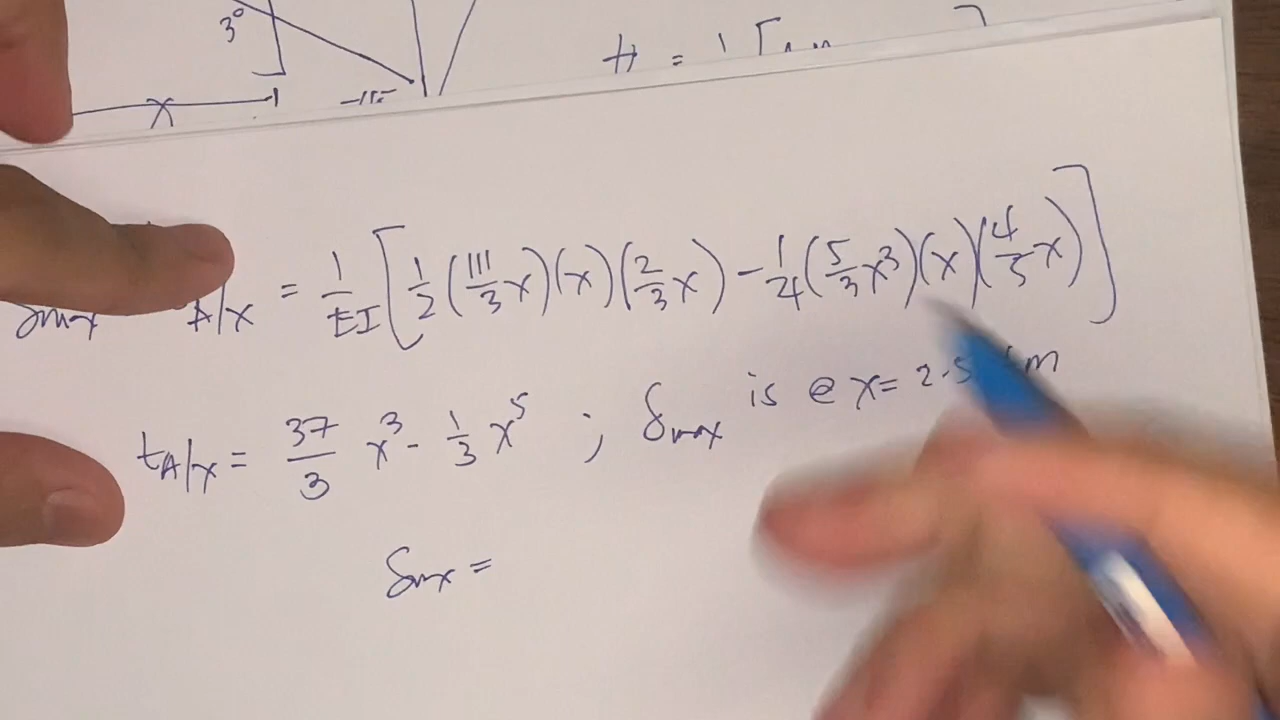 3°
H = 1 [
x
δmax A/x = 1/EI [ 1/2 (111/3 x)(x)(2/3 x) - 1/4 (5/3 x³)(x)(4/5 x) ]
tA/x = 37/3 x³ - 1/3 x⁵ ; δmax is @ x = 2.5 m
δmax =